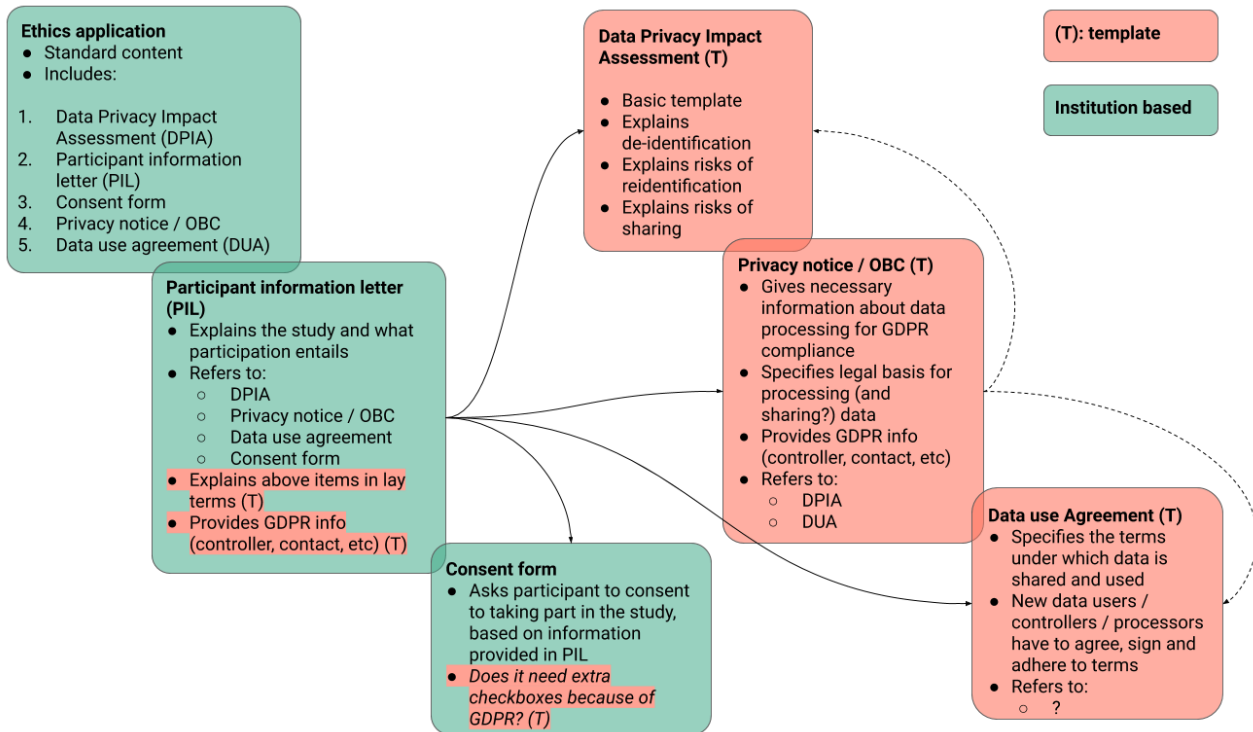 Ethics application
● Standard content
● Includes:
1. Data Privacy Impact
Assessment (DPIA)
2. Participant information
letter (PIL)
3. Consent form
4. Privacy notice / OBC
5. Data use agreement (DUA)
Participant information letter
(PIL)
● Explains the study and what
participation entails
● Refers to:
○ DPIA
○ Privacy notice / OBC
○ Data use agreement
○ Consent form
● Explains above items in lay
terms (T)
● Provides GDPR info
(controller, contact, etc) (T)
Consent form
● Asks participant to consent
to taking part in the study,
based on information
provided in PIL
● Does it need extra
checkboxes because of
GDPR? (T)
Data Privacy Impact
Assessment (T)
● Basic template
● Explains
de-identification
● Explains risks of
reidentification
● Explains risks of
sharing
Privacy notice / OBC (T)
● Gives necessary
information about data
processing for GDPR
compliance
● Specifies legal basis for
processing (and
sharing?) data
● Provides GDPR info
(controller, contact, etc)
● Refers to:
○ DPIA
○ DUA
Data use Agreement (T)
● Specifies the terms
under which data is
shared and used
● New data users /
controllers / processors
have to agree, sign and
adhere to terms
● Refers to:
○ ?
(T): template
Institution based